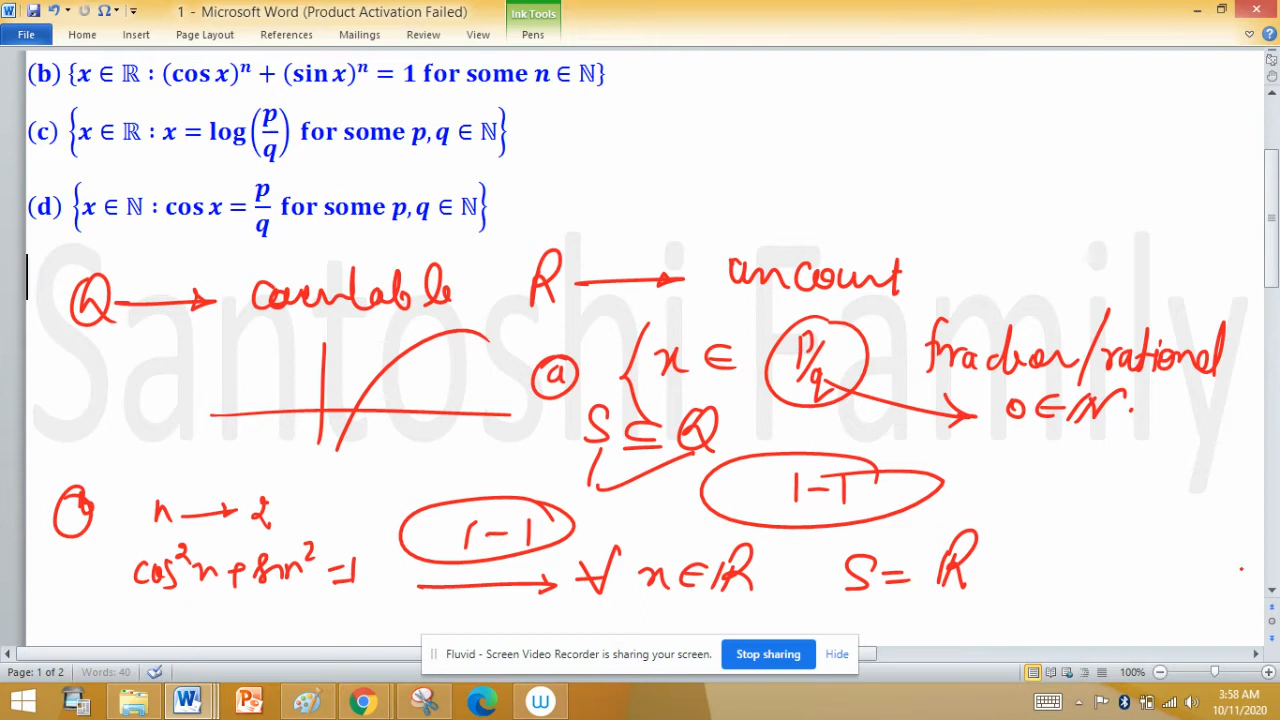 1 - Microsoft Word (Product Activation Failed)
Ink Tools
File Home Insert Page Layout References Mailings Review View Pens
(b) {x ∈ ℝ : (cos x)ⁿ + (sin x)ⁿ = 1 for some n ∈ ℕ}
(c) {x ∈ ℝ : x = log(p/q) for some p, q ∈ ℕ}
(d) {x ∈ ℕ : cos x = p/q for some p, q ∈ ℕ}
Santoshi Family
Q → countable R → uncount
(a) { x ∈ p/q fraction/rational
0 ∈ N.
S ⊆ Q
1-1
n → 2 1-1
cos²x + sin² = 1 → ∀ x ∈ R S = R
Fluvid - Screen Video Recorder is sharing your screen. Stop sharing Hide
Page: 1 of 2 Words: 40 100%
3:58 AM
10/11/2020